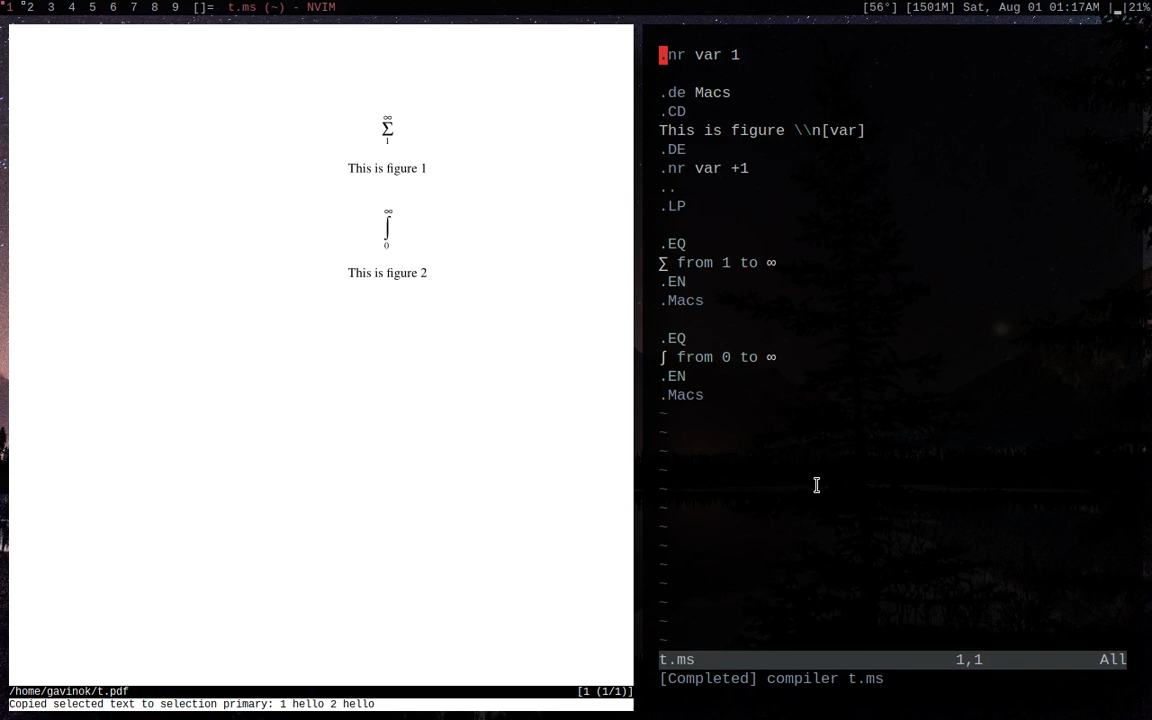 1 2 3 4 5 6 7 8 9 []= t.ms (~) - NVIM [56°] [1501M] Sat, Aug 01 01:17AM |▂|21%
∞
∑
1
This is figure 1
∞
∫
0
This is figure 2
/home/gavinok/t.pdf [1 (1/1)]
Copied selected text to selection primary: 1 hello 2 hello
.nr var 1
.de Macs
.CD
This is figure \\n[var]
.DE
.nr var +1
..
.LP
.EQ
∑ from 1 to ∞
.EN
.Macs
.EQ
∫ from 0 to ∞
.EN
.Macs
~
~
~
~
~
~
~
~
~
~
~
~
~
t.ms 1,1 All
[Completed] compiler t.ms